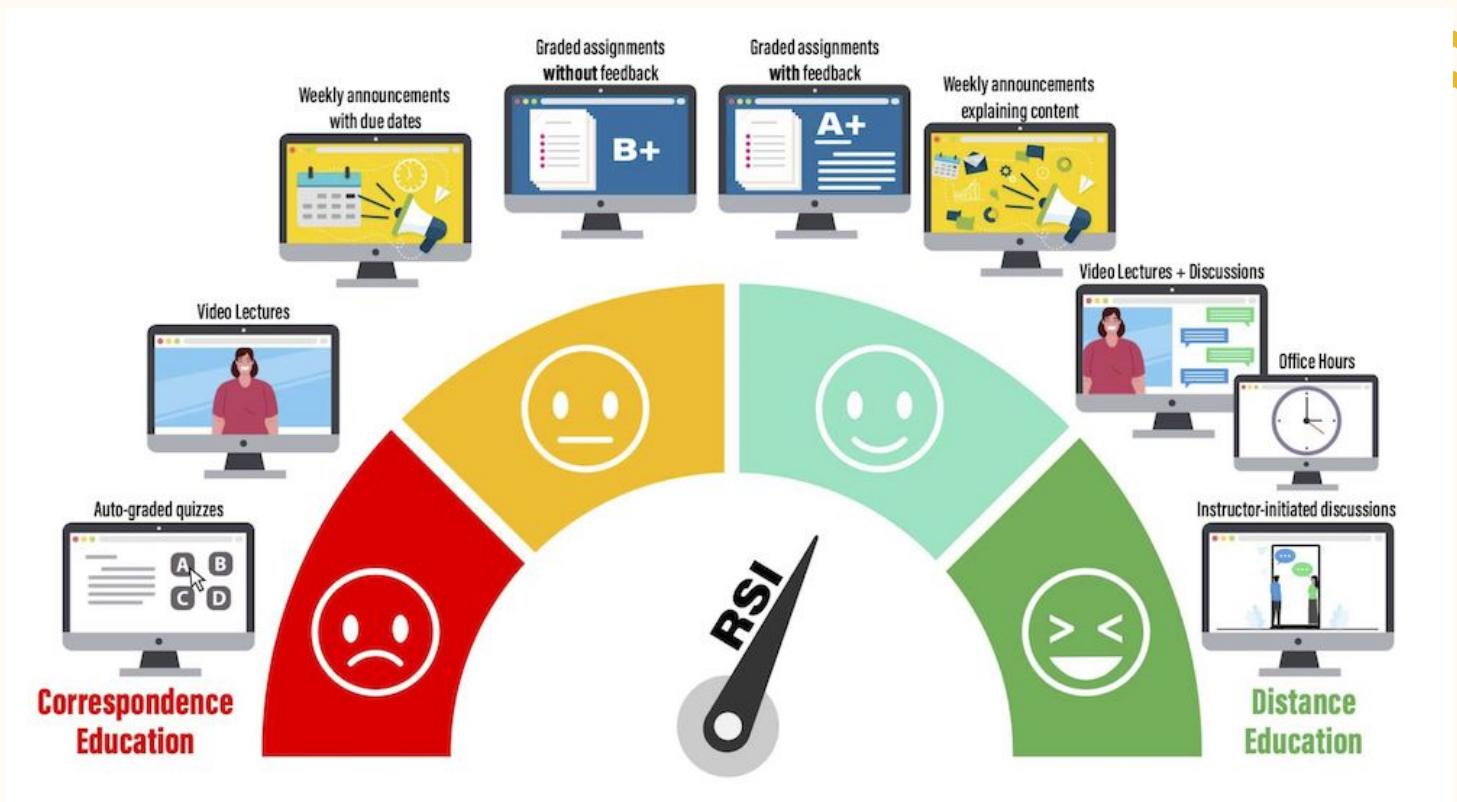 Graded assignments
without feedback
Graded assignments
with feedback
Weekly announcements
with due dates
Weekly announcements
explaining content
B+
A+
Video Lectures
Video Lectures + Discussions
Office Hours
Auto-graded quizzes
A B
C D
Instructor-initiated discussions
RSI
Correspondence
Education
Distance
Education